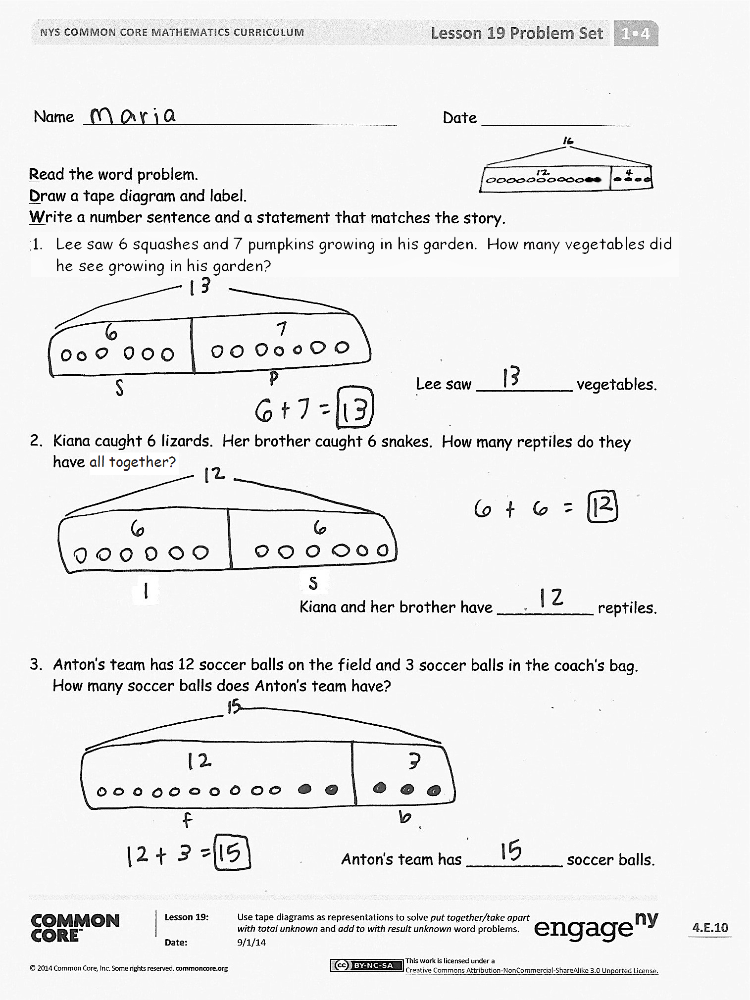 NYS COMMON CORE MATHEMATICS CURRICULUM Lesson 19 Problem Set 1•4
Name Maria Date
16
12 4
Read the word problem.
Draw a tape diagram and label.
Write a number sentence and a statement that matches the story.
1. Lee saw 6 squashes and 7 pumpkins growing in his garden. How many vegetables did
he see growing in his garden?
13
6 7
S P
Lee saw 13 vegetables.
6 + 7 = 13
2. Kiana caught 6 lizards. Her brother caught 6 snakes. How many reptiles do they
have all together?
12
6 + 6 = 12
6 6
l S
Kiana and her brother have 12 reptiles.
3. Anton's team has 12 soccer balls on the field and 3 soccer balls in the coach's bag.
How many soccer balls does Anton's team have?
15
12 3
f b
12 + 3 = 15
Anton's team has 15 soccer balls.
COMMON
CORE™
Lesson 19: Use tape diagrams as representations to solve put together/take apart
with total unknown and add to with result unknown word problems.
Date: 9/1/14
engageny
4.E.10
© 2014 Common Core, Inc. Some rights reserved. commoncore.org
cc BY-NC-SA
This work is licensed under a
Creative Commons Attribution-NonCommercial-ShareAlike 3.0 Unported License.